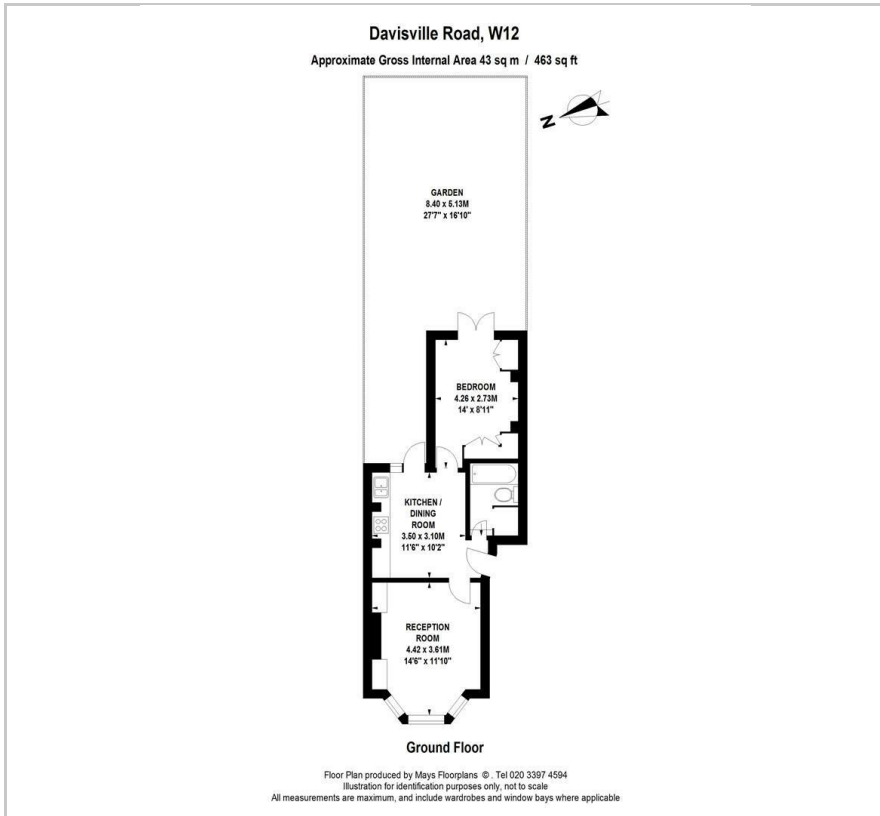 Davisville Road, W12
Approximate Gross Internal Area 43 sq m / 463 sq ft
N
GARDEN
8.40 x 5.13M
27'7" x 16'10"
BEDROOM
4.26 x 2.73M
14' x 8'11"
KITCHEN /
DINING
ROOM
3.50 x 3.10M
11'6" x 10'2"
RECEPTION
ROOM
4.42 x 3.61M
14'6" x 11'10"
Ground Floor
Floor Plan produced by Mays Floorplans © . Tel 020 3397 4594
Illustration for identification purposes only, not to scale
All measurements are maximum, and include wardrobes and window bays where applicable